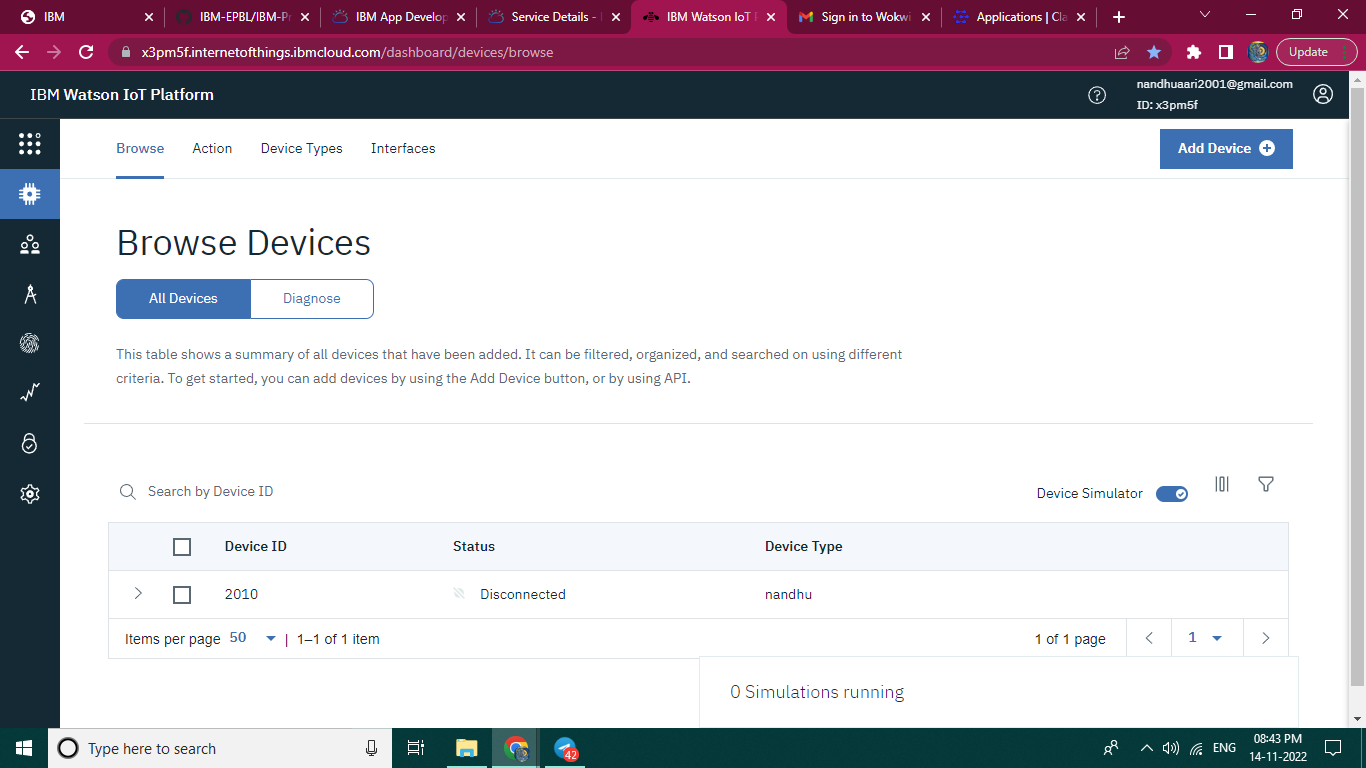 IBM
IBM-EPBL/IBM-Pr
IBM App Develop
Service Details -
IBM Watson IoT P
Sign in to Wokwi
Applications | Cla
x3pm5f.internetofthings.ibmcloud.com/dashboard/devices/browse
Update
IBM Watson IoT Platform
nandhuaari2001@gmail.com
ID: x3pm5f
Browse Action Device Types Interfaces
Add Device
Browse Devices
All Devices Diagnose
This table shows a summary of all devices that have been added. It can be filtered, organized, and searched on using different
criteria. To get started, you can add devices by using the Add Device button, or by using API.
Search by Device ID
Device Simulator
Device ID Status Device Type
2010 Disconnected nandhu
Items per page 50 | 1–1 of 1 item
1 of 1 page 1
0 Simulations running
Type here to search
42
ENG
08:43 PM
14-11-2022